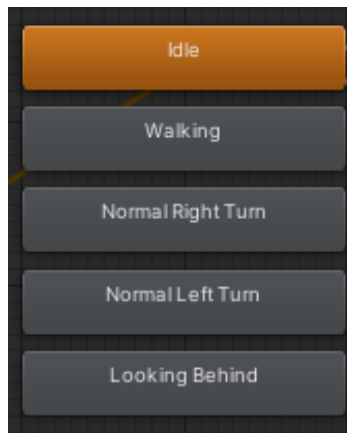 Idle
Walking
Normal Right Turn
Normal Left Turn
Looking Behind